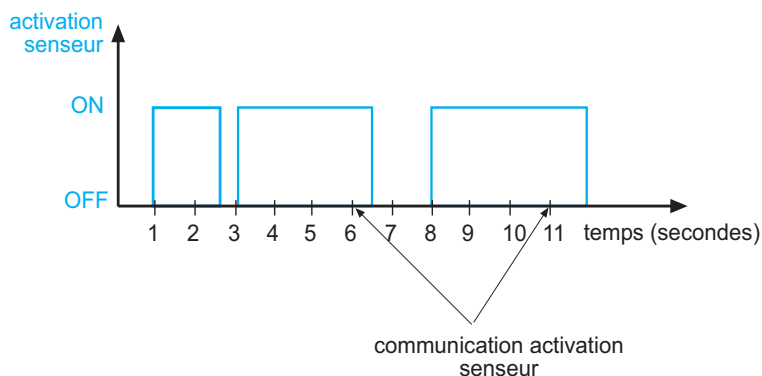 activation
senseur
ON
OFF
1 2 3 4 5 6 7 8 9 10 11 temps (secondes)
communication activation
senseur